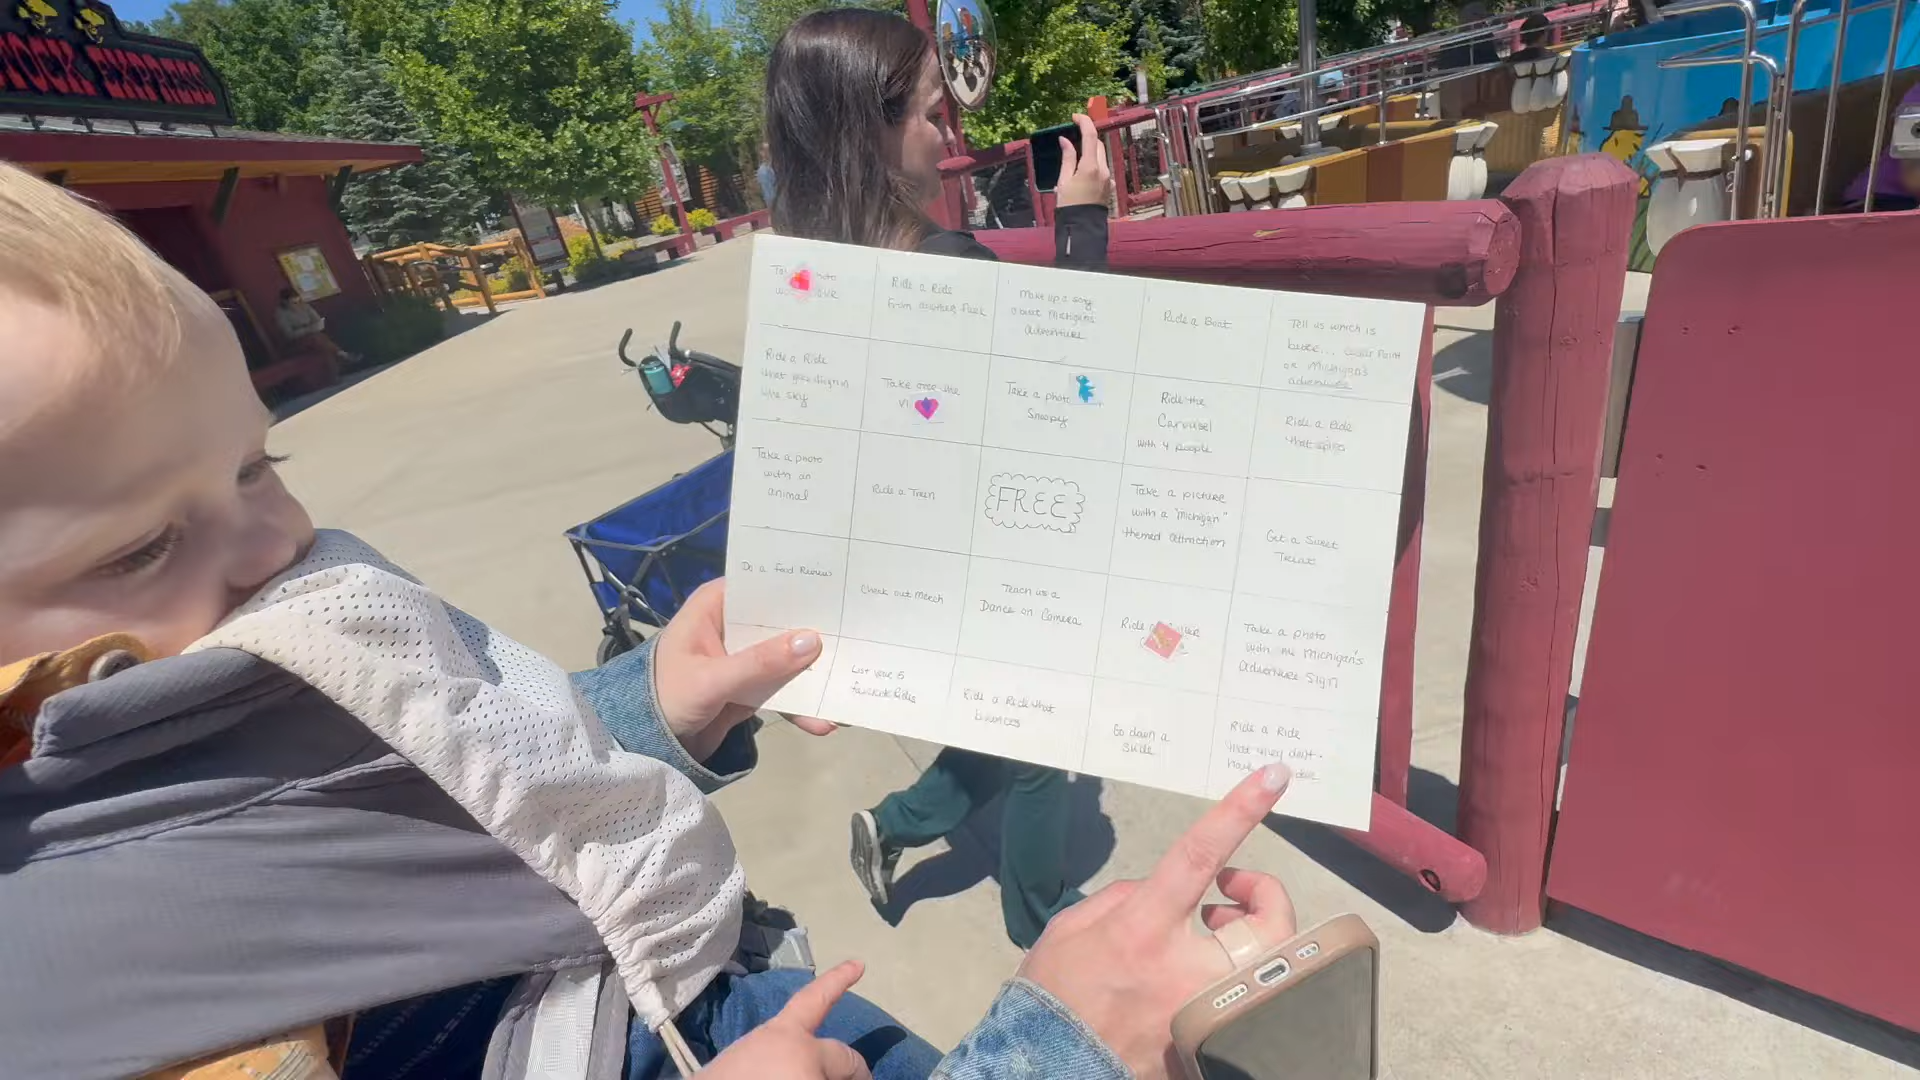 Ride a Ride
from another Park
Make up a song
about Michigan's
Adventure
Ride a Boat
Tell us which is
better... Cedar Point
or Michigan's
adventure
Ride a Ride
that goes high in
the sky
Take over the
Take a photo
Snoopy
Ride the
Carousel
with 4 people
Ride a Ride
that spins
Take a photo
with an
animal
Ride a Train
FREE
Take a picture
with a "Michigan"
themed attraction
Get a Sweet
Treat
Do a Food Review
Check out Merch
Teach us a
Dance on Camera
Ride
Take a photo
with the Michigan's
Adventure Sign
List your 5
favorite Rides
Ride a Ride that
bounces
Go down a
Slide
Ride a Ride
that they don't